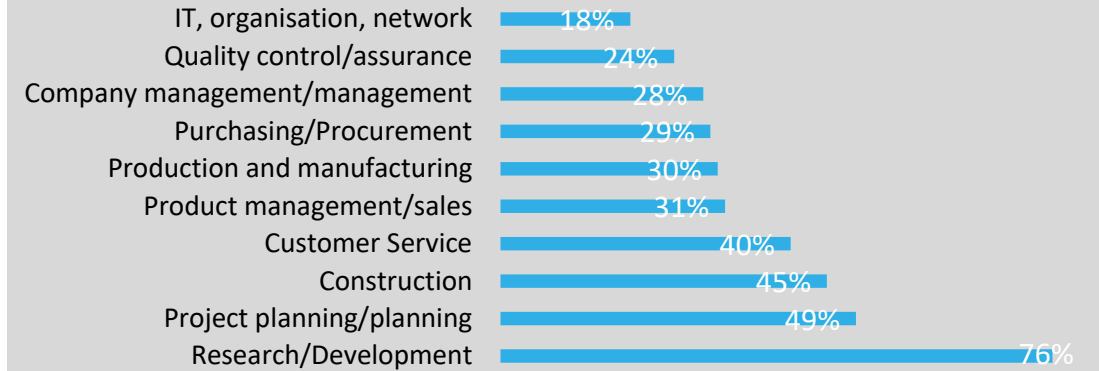 IT, organisation, network 18%
Quality control/assurance 24%
Company management/management 28%
Purchasing/Procurement 29%
Production and manufacturing 30%
Product management/sales 31%
Customer Service 40%
Construction 45%
Project planning/planning 49%
Research/Development 76%